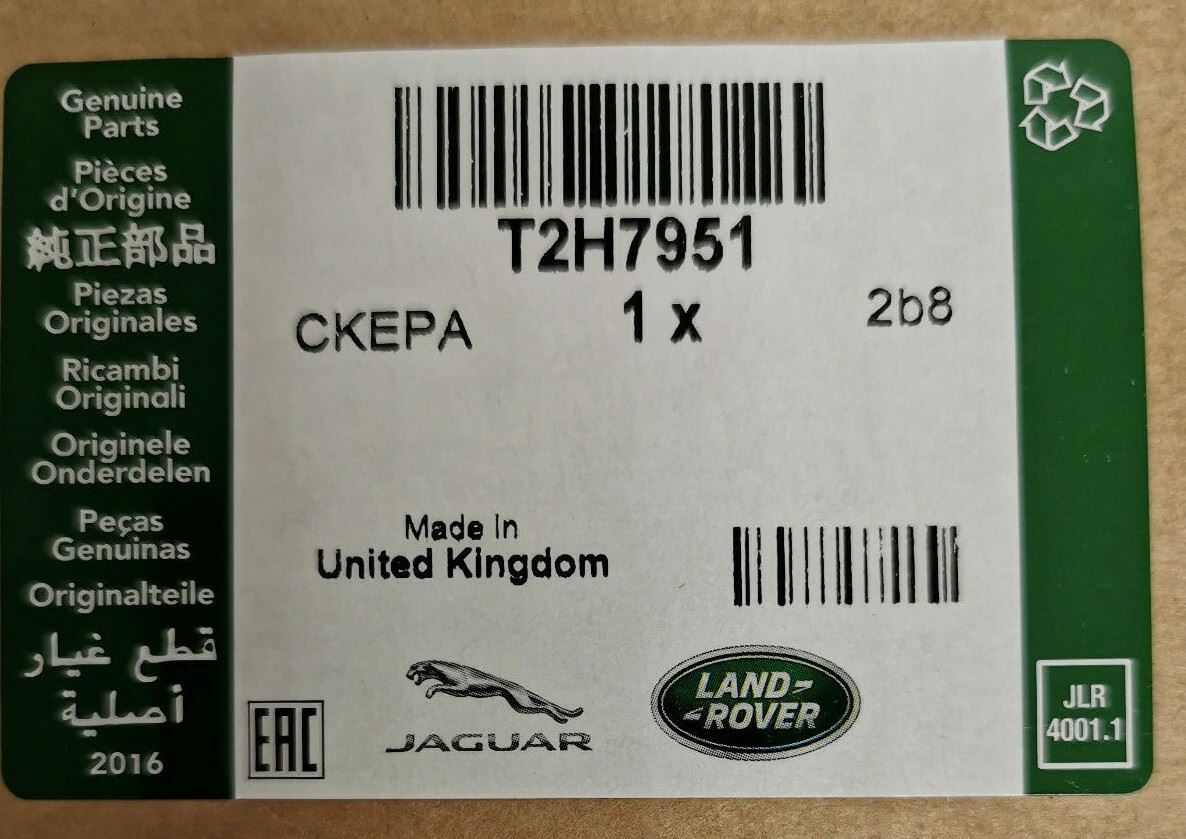 Genuine
Parts
Pièces
d'Origine
純正部品
Piezas
Originales
Ricambi
Originali
Originele
Onderdelen
Peças
Genuinas
Originalteile
قطع غيار
أصلية
2016
T2H7951
CKEPA 1 x 2b8
Made in
United Kingdom
EAC
JAGUAR
LAND-
-ROVER
JLR
4001.1